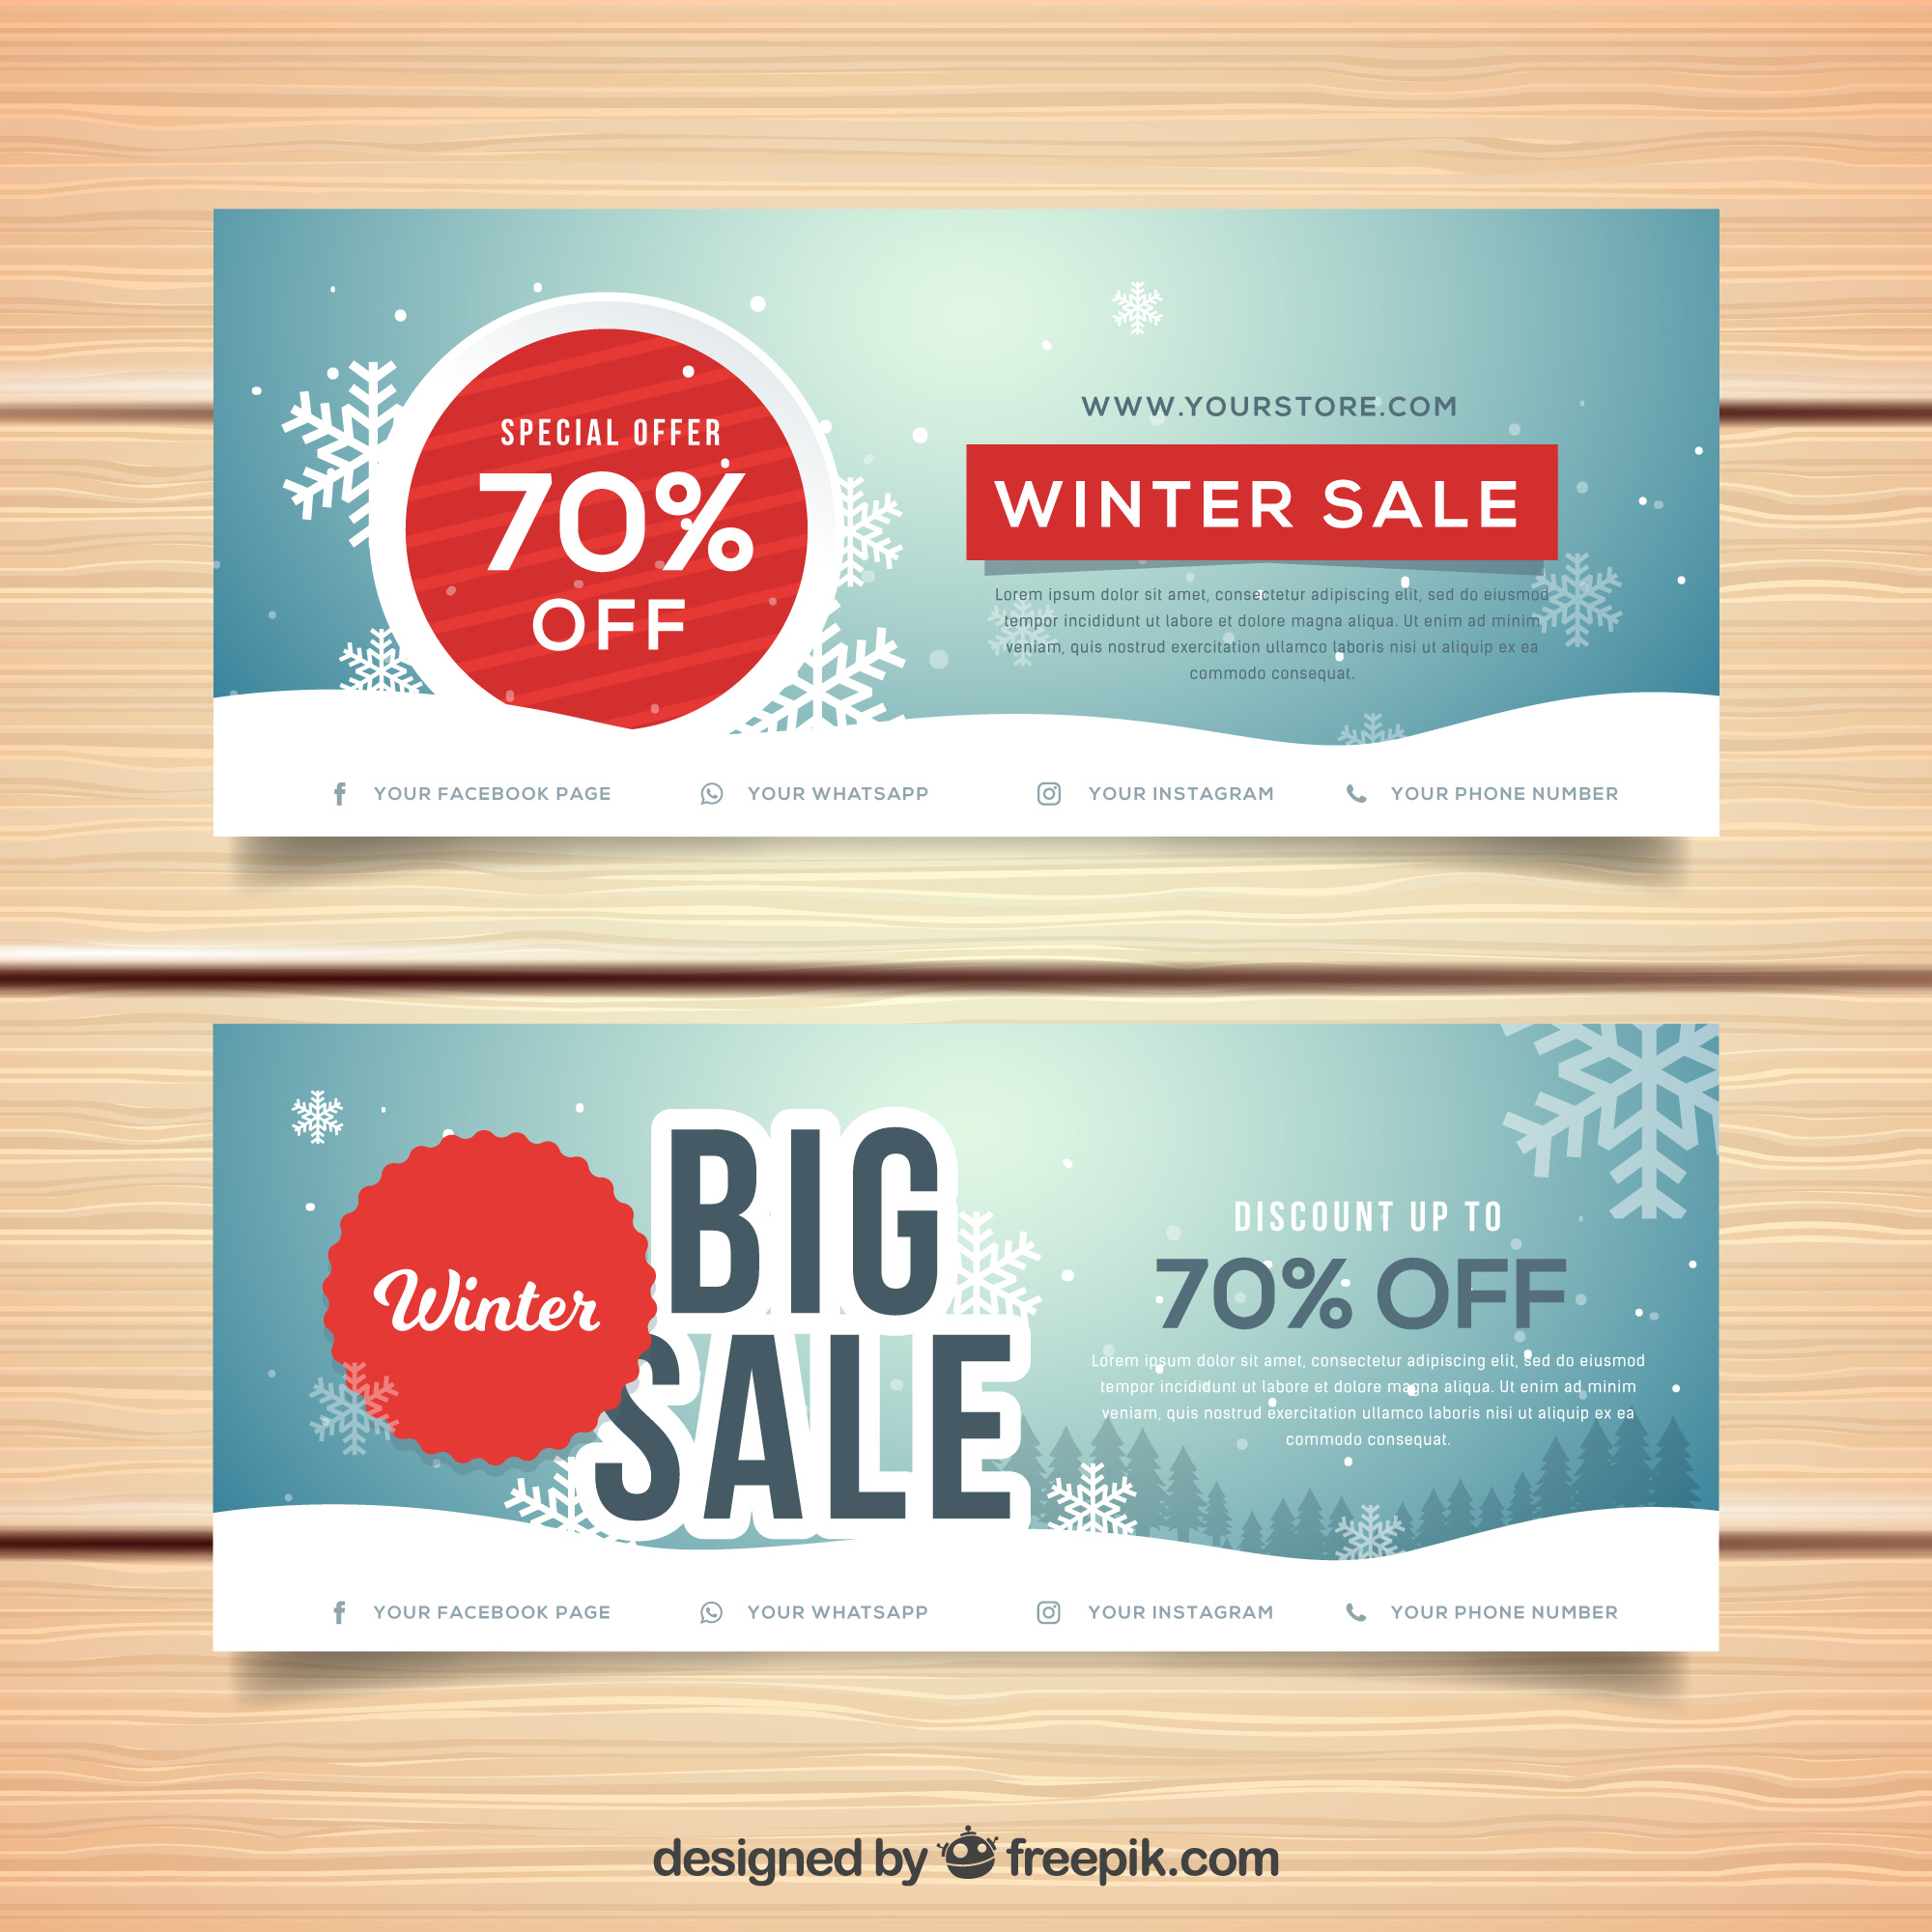 SPECIAL OFFER
70%
OFF
WWW.YOURSTORE.COM
WINTER SALE
Lorem ipsum dolor sit amet, consectetur adipiscing elit, sed do eiusmod
tempor incididunt ut labore et dolore magna aliqua. Ut enim ad minim
veniam, quis nostrud exercitation ullamco laboris nisi ut aliquip ex ea
commodo consequat.
YOUR FACEBOOK PAGE
YOUR WHATSAPP
YOUR INSTAGRAM
YOUR PHONE NUMBER
Winter
BIG
SALE
DISCOUNT UP TO
70% OFF
Lorem ipsum dolor sit amet, consectetur adipiscing elit, sed do eiusmod
tempor incididunt ut labore et dolore magna aliqua. Ut enim ad minim
veniam, quis nostrud exercitation ullamco laboris nisi ut aliquip ex ea
commodo consequat.
YOUR FACEBOOK PAGE
YOUR WHATSAPP
YOUR INSTAGRAM
YOUR PHONE NUMBER
designed by freepik.com